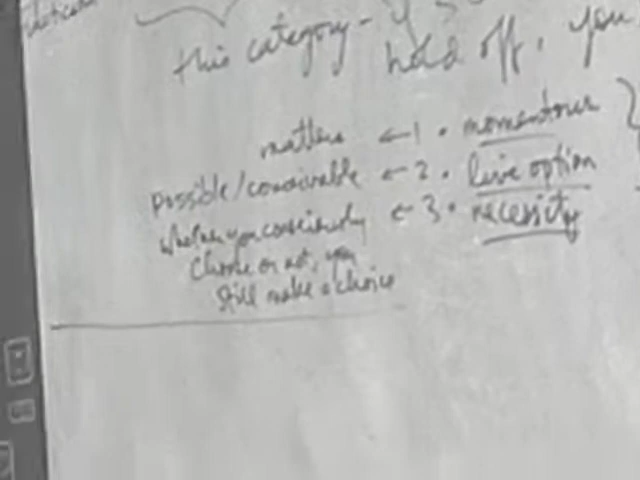 this category - 
hold off, you
matters ← 1. momentous
possible/conceivable ← 2. live option
whether you consciously ← 3. necessity
choose or not, you
still make a choice